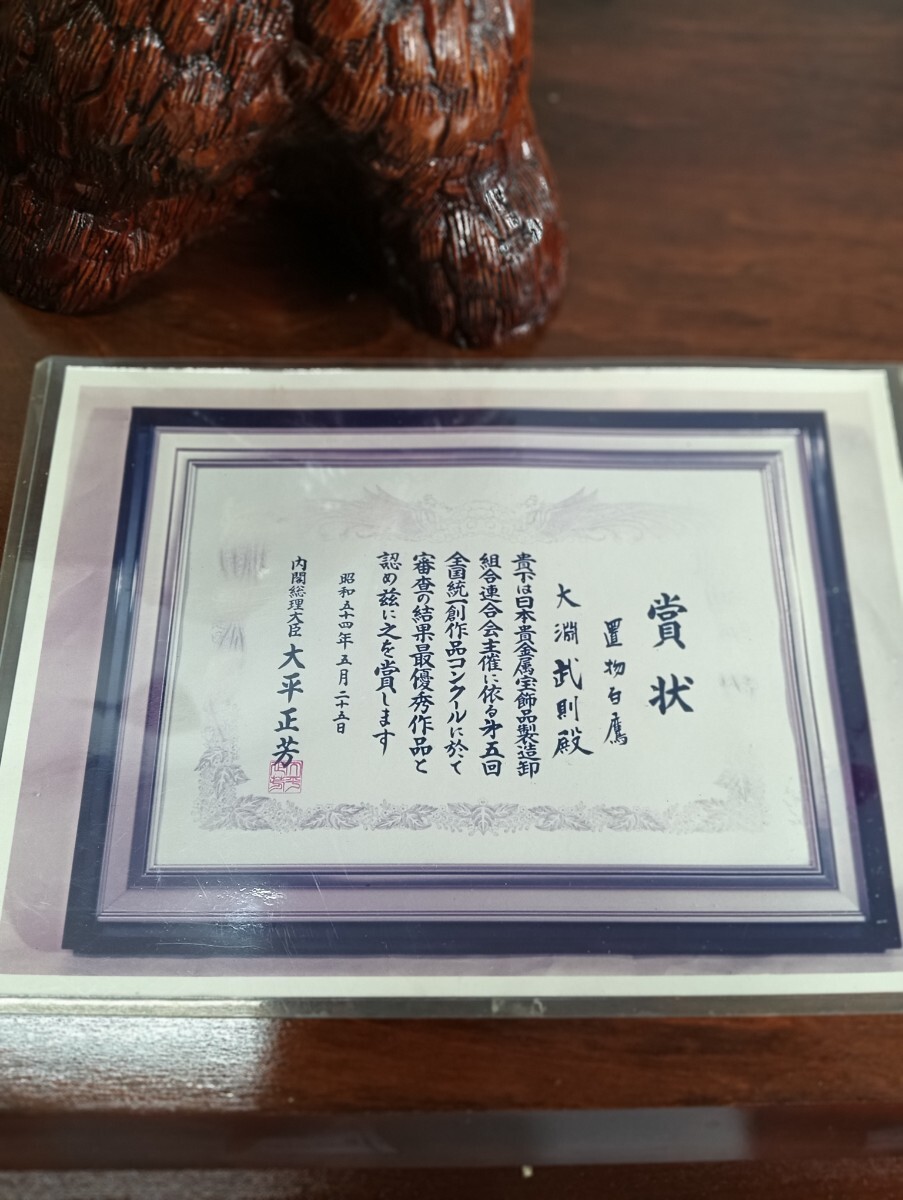 賞状
置物白鷹
大淵武則殿
貴下は日本貴金属宝飾品製造卸
組合連合会主催に依る㐧五回
全国統一創作品コンクールに於て
審査の結果最優秀作品と
認め茲に之を賞します
昭和五十四年五月二十五日
内閣総理大臣 大平正芳